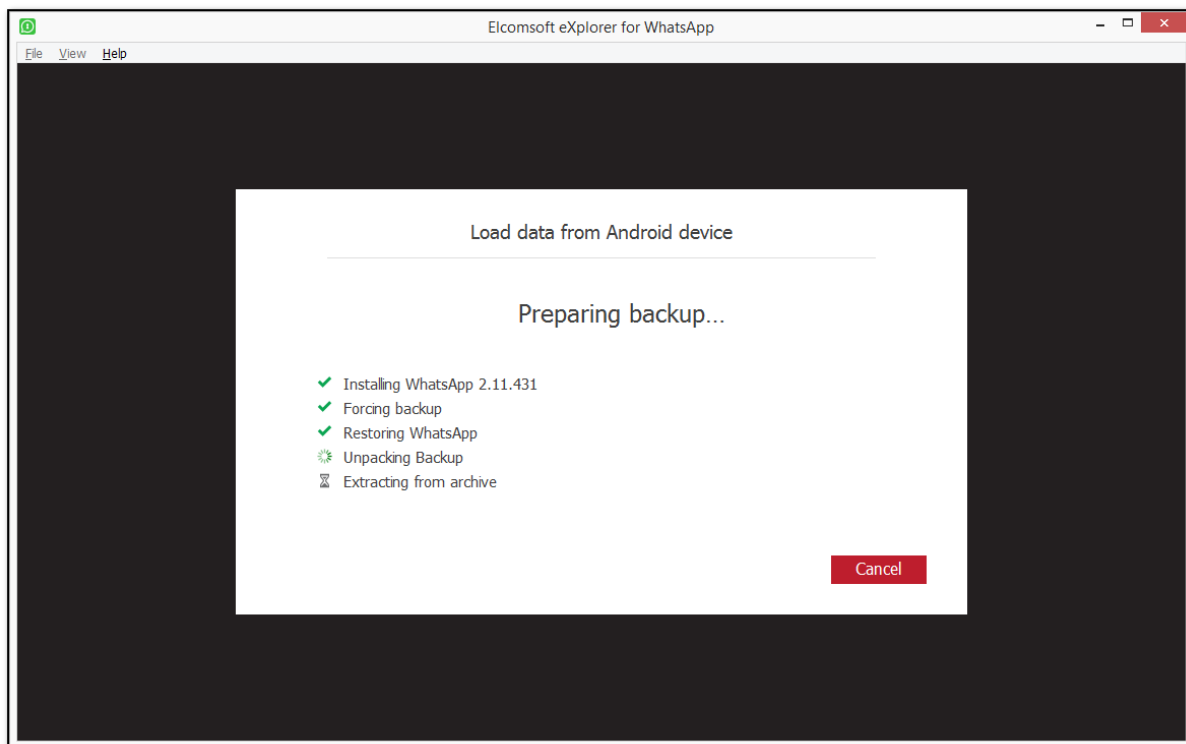 Elcomsoft eXplorer for WhatsApp
File View Help
Load data from Android device
Preparing backup...
Installing WhatsApp 2.11.431
Forcing backup
Restoring WhatsApp
Unpacking Backup
Extracting from archive
Cancel